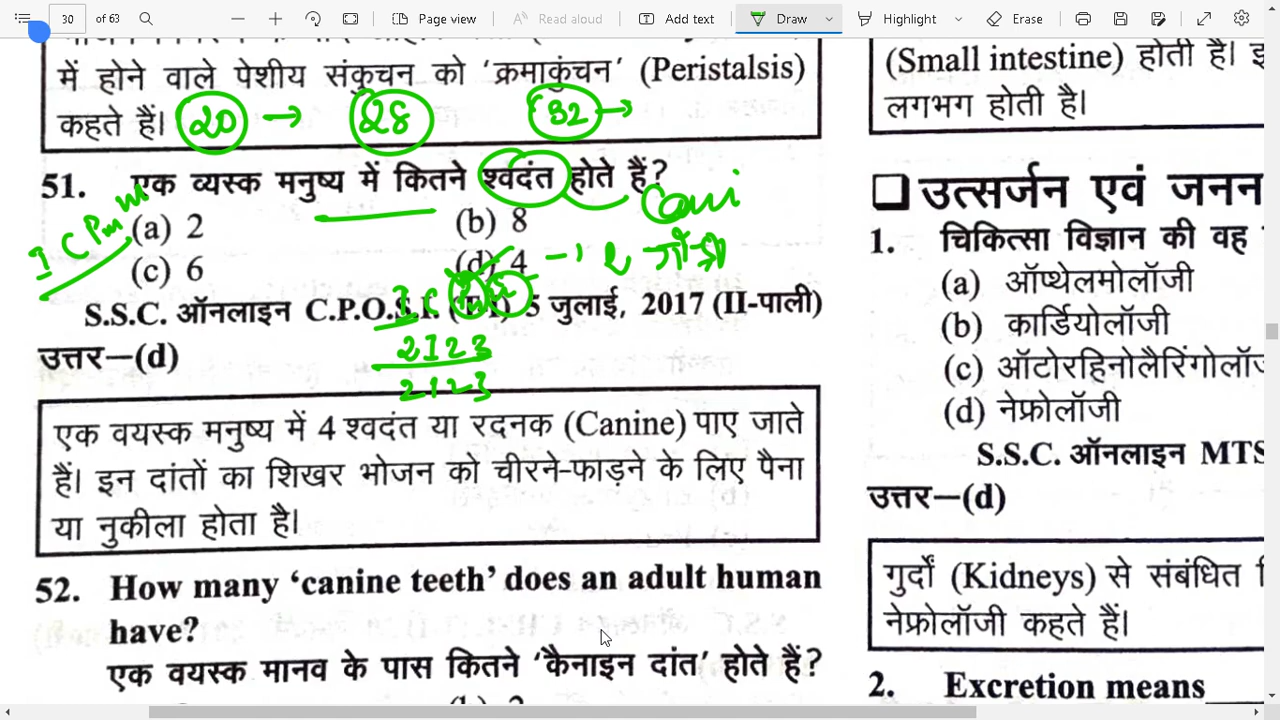 30 of 63 Page view Read aloud Add text Draw Highlight Erase
में होने वाले पेशीय संकुचन को ‘क्रमाकुंचन’ (Peristalsis)
कहते हैं। 20 → 28 32 →
51. एक व्यस्क मनुष्य में कितने श्वदंत होते हैं?
Cani
I C Pm M
(a) 2 (b) 8
(c) 6 (d) 4
S.S.C. ऑनलाइन C.P.O.S.I. 5 जुलाई, 2017 (II-पाली)
2123
2123
उत्तर–(d)
एक वयस्क मनुष्य में 4 श्वदंत या रदनक (Canine) पाए जाते
हैं। इन दांतों का शिखर भोजन को चीरने-फाड़ने के लिए पैना
या नुकीला होता है।
52. How many ‘canine teeth’ does an adult human
have?
एक वयस्क मानव के पास कितने ‘कैनाइन दांत’ होते हैं?
(Small intestine) होती है।
लगभग होती है।
❑ उत्सर्जन एवं जनन
1. चिकित्सा विज्ञान की वह
(a) ऑप्थेलमोलॉजी
(b) कार्डियोलॉजी
(c) ऑटोरहिनोलैरिंगोलॉ
(d) नेफ्रोलॉजी
S.S.C. ऑनलाइन MTS
उत्तर–(d)
गुर्दों (Kidneys) से संबंधित
नेफ्रोलॉजी कहते हैं।
2. Excretion means